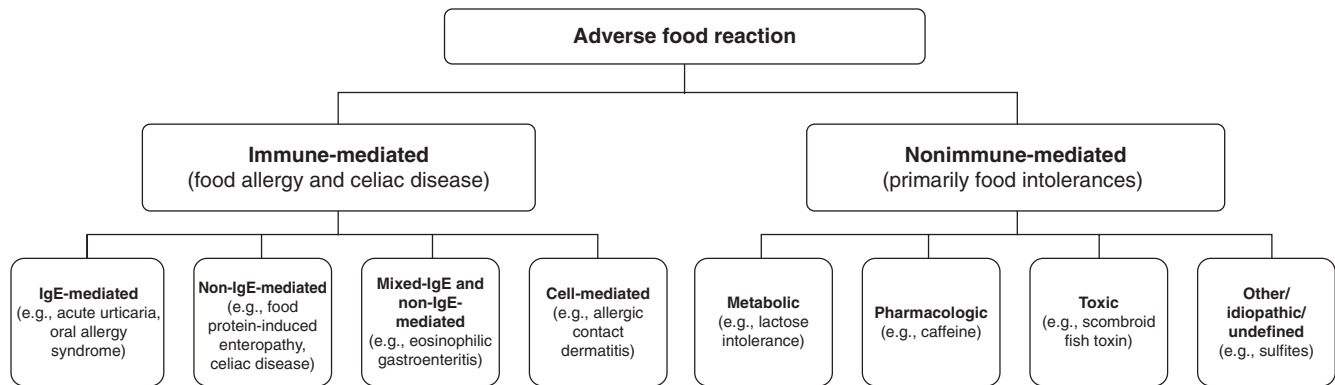 Adverse food reaction
Immune-mediated
(food allergy and celiac disease)
Nonimmune-mediated
(primarily food intolerances)
IgE-mediated
(e.g., acute urticaria,
oral allergy
syndrome)
Non-IgE-mediated
(e.g., food
protein-induced
enteropathy,
celiac disease)
Mixed-IgE and
non-IgE-
mediated
(e.g., eosinophilic
gastroenteritis)
Cell-mediated
(e.g., allergic
contact
dermatitis)
Metabolic
(e.g., lactose
intolerance)
Pharmacologic
(e.g., caffeine)
Toxic
(e.g., scombroid
fish toxin)
Other/
idiopathic/
undefined
(e.g., sulfites)